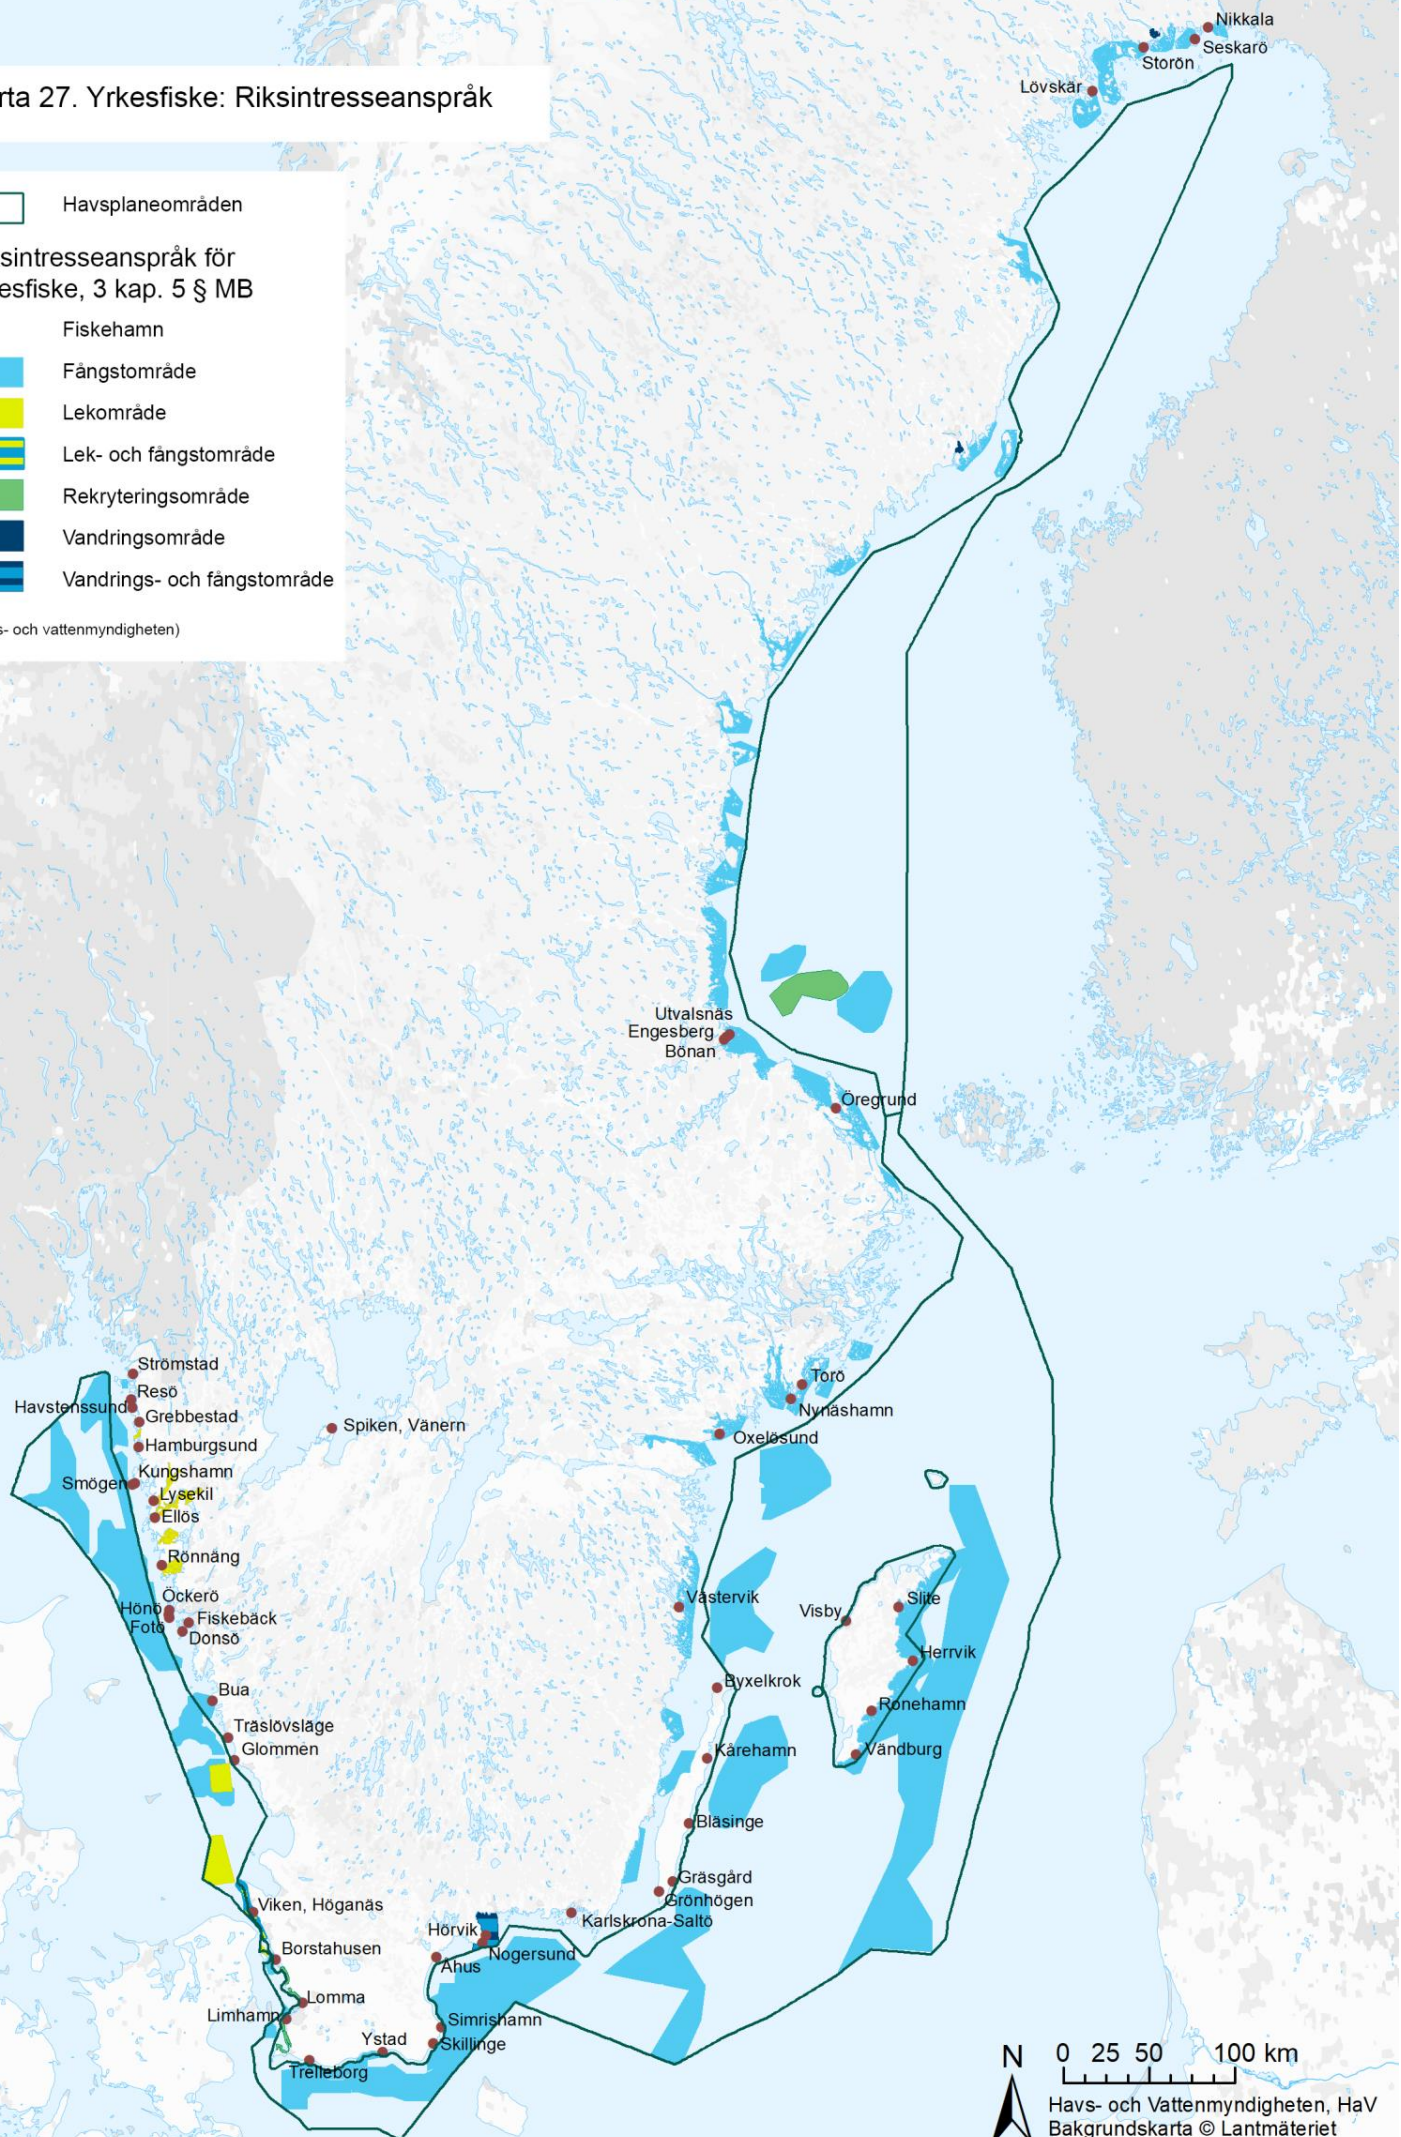 rta 27. Yrkesfiske: Riksintresseanspråk
Havsplaneområden
sintresseanspråk för
esfiske, 3 kap. 5 § MB
Fiskehamn
Fångstområde
Lekområde
Lek- och fångstområde
Rekryteringsområde
Vandringsområde
Vandrings- och fångstområde
s- och vattenmyndigheten)
Nikkala
Seskarö
Storön
Lövskär
Utvalsnäs
Engesberg
Bönan
Öregrund
Strömstad
Resö
Havstenssund
Grebbestad
Hamburgsund
Kungshamn
Smögen
Lysekil
Ellös
Rönnäng
Öckerö
Hönö
Fotö
Fiskebäck
Donsö
Bua
Träslövsläge
Glommen
Spiken, Vänern
Torö
Nynäshamn
Oxelösund
Västervik
Visby
Slite
Herrvik
Byxelkrok
Ronehamn
Kårehamn
Vändburg
Bläsinge
Gräsgård
Grönhögen
Karlskrona-Saltö
Viken, Höganäs
Hörvik
Nogersund
Borstahusen
Åhus
Lomma
Limhamn
Simrishamn
Ystad
Skillinge
Trelleborg
N
0 25 50 100 km
Havs- och Vattenmyndigheten, HaV
Bakgrundskarta © Lantmäteriet